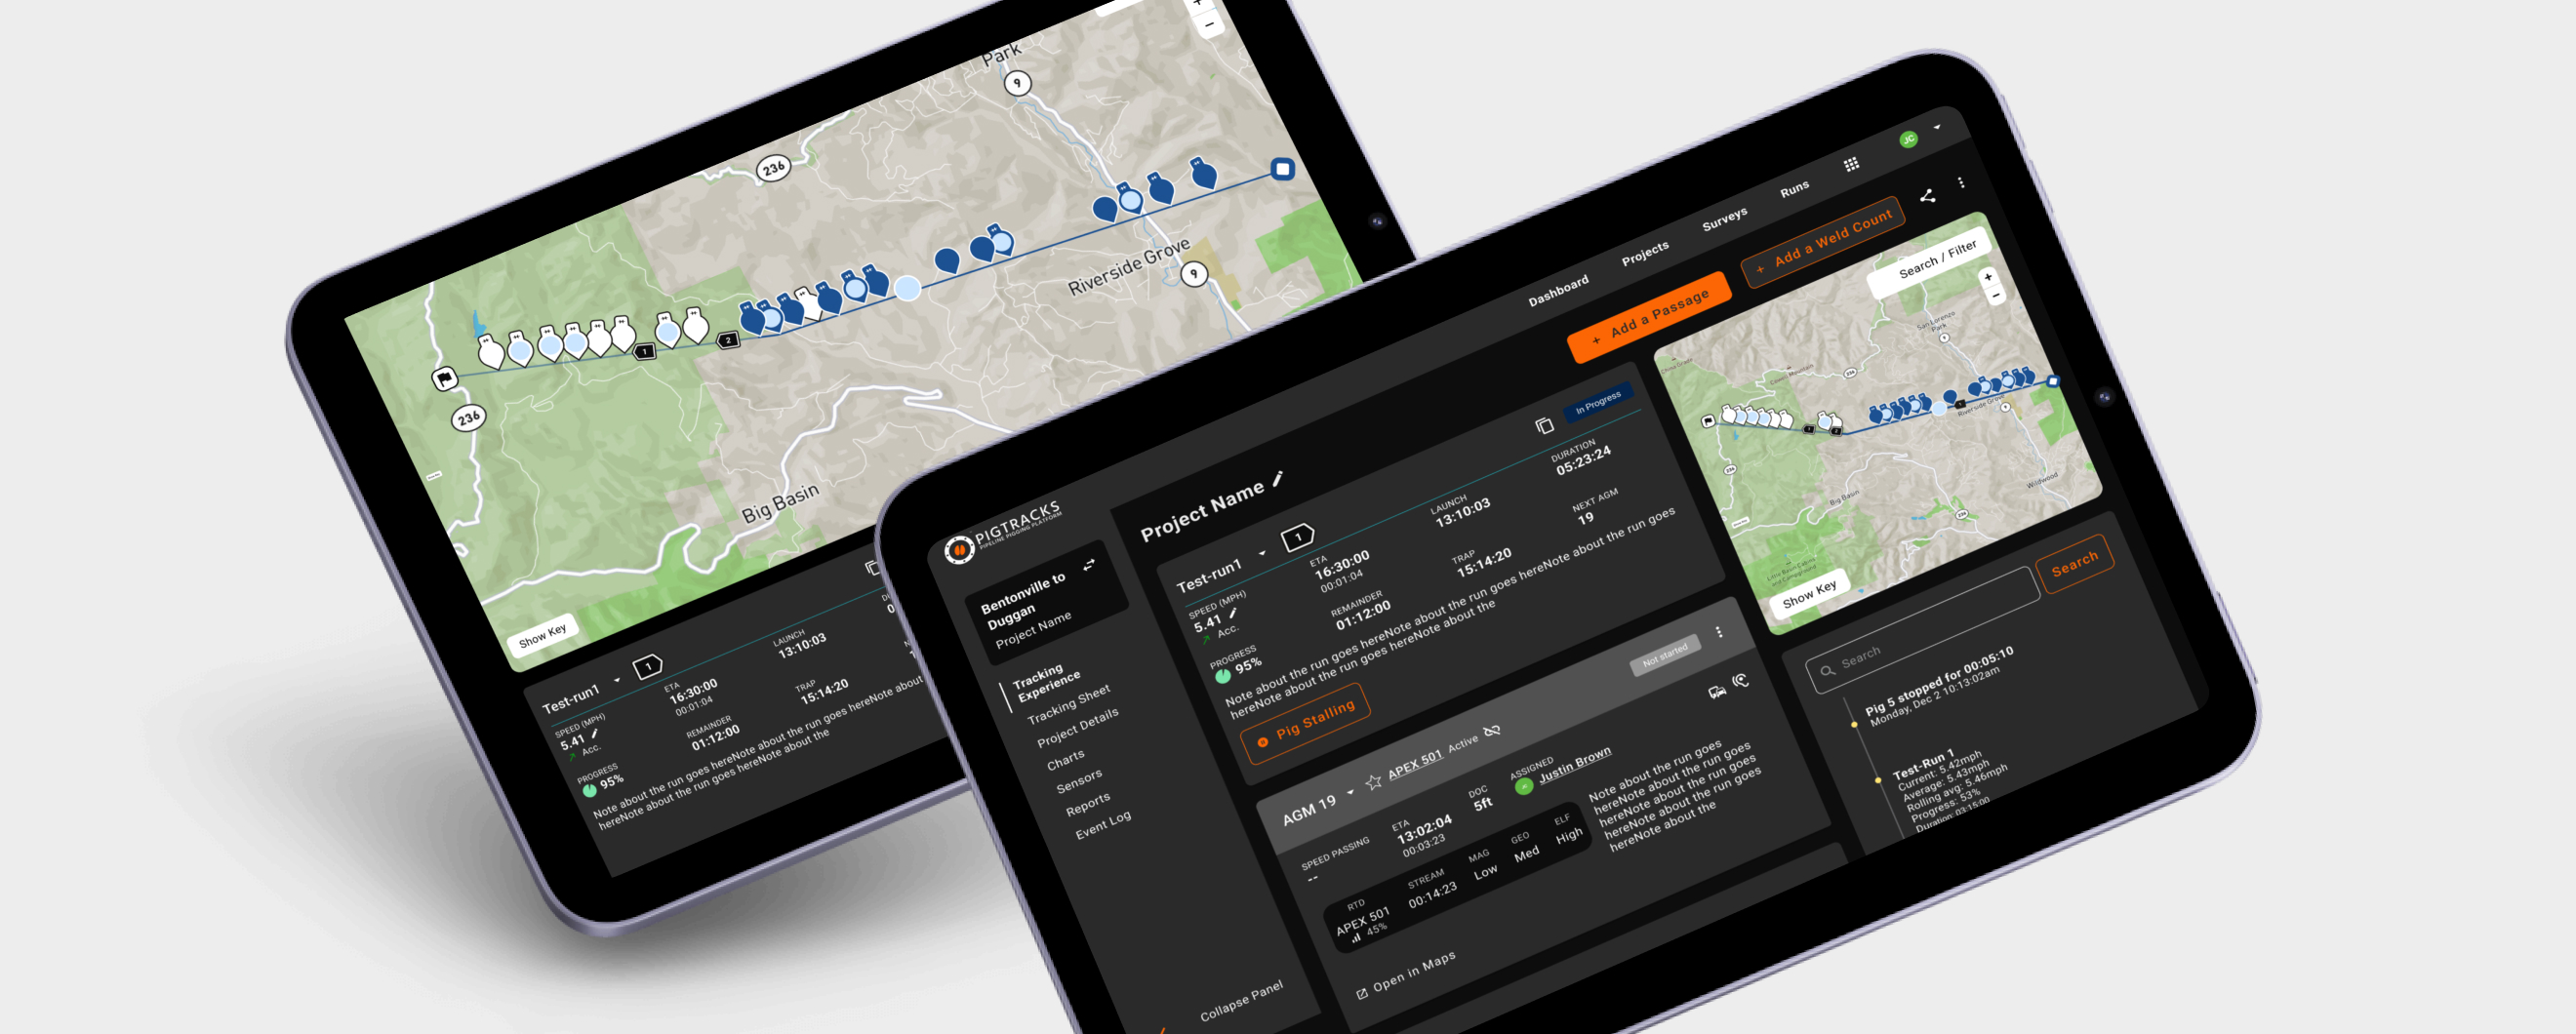 Park
9
236
Riverside Grove
9
236
1
2
Big Basin
Show Key
Test-run1
1
SPEED (MPH)
5.41
Acc.
ETA
16:30:00
00:01:04
LAUNCH
13:10:03
REMAINDER
01:12:00
TRAP
15:14:20
PROGRESS
95%
Note about the run goes hereNote about the run goes hereNote about
hereNote about the run goes hereNote about the
PIGTRACKS
PIPELINE PIGGING PLATFORM
Dashboard
Projects
Surveys
Runs
JC
Bentonville to
Duggan
Project Name
Tracking
Experience
Tracking Sheet
Project Details
Charts
Sensors
Reports
Event Log
Collapse Panel
Project Name
+ Add a Passage
+ Add a Weld Count
Test-run1
1
In Progress
SPEED (MPH)
5.41
Acc.
ETA
16:30:00
00:01:04
LAUNCH
13:10:03
DURATION
05:23:24
REMAINDER
01:12:00
TRAP
15:14:20
NEXT AGM
19
PROGRESS
95%
Note about the run goes hereNote about the run goes hereNote about the run goes
hereNote about the run goes hereNote about the
Pig Stalling
AGM 19
APEX 501
Active
Not started
SPEED PASSING
--
ETA
13:02:04
00:03:23
DOC
5ft
ASSIGNED
Justin Brown
RTD
APEX 501
45%
STREAM
00:14:23
MAG
Low
GEO
Med
ELF
High
Note about the run goes
hereNote about the run goes
hereNote about the run goes
hereNote about the run goes
hereNote about the
Open in Maps
Search / Filter
+
−
San Lorenzo
Park
236
Riverside Grove
236
Big Basin
Wildwood
236
Show Key
Search
Search
Pig 5 stopped for 00:05:10
Monday, Dec 2 10:13:02am
Test-Run 1
Current: 5.42mph
Average: 5.43mph
Rolling avg: 5.46mph
Progress: 53%
Duration: 03:15:00